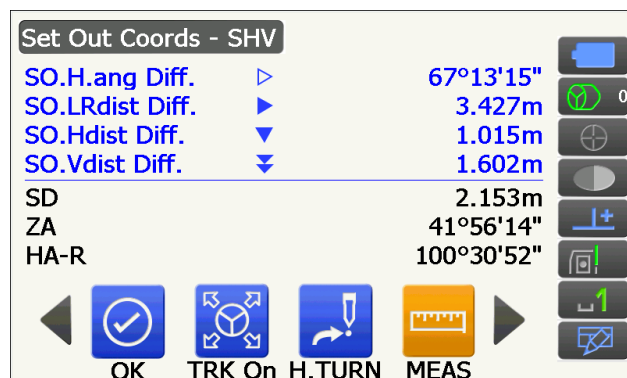 Set Out Coords - SHV
SO.H.ang Diff. 67°13'15"
SO.LRdist Diff. 3.427m
SO.Hdist Diff. 1.015m
SO.Vdist Diff. 1.602m
SD 2.153m
ZA 41°56'14"
HA-R 100°30'52"
0
1
OK TRK On H.TURN MEAS